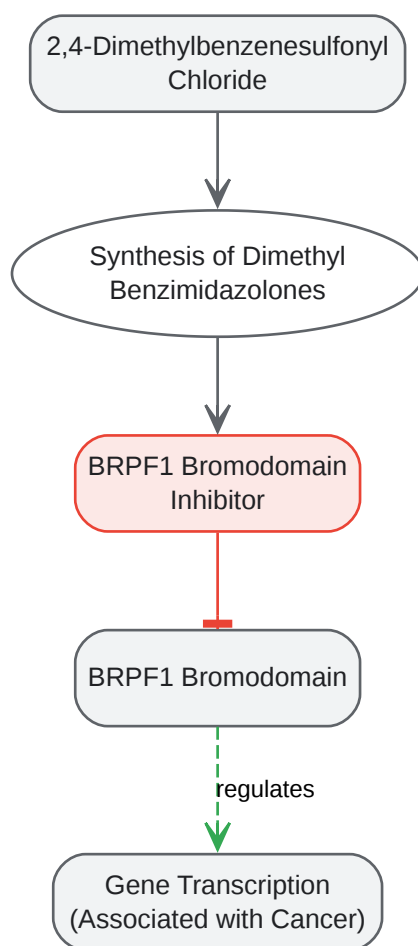 2,4-Dimethylbenzenesulfonyl
Chloride
Synthesis of Dimethyl
Benzimidazolones
BRPF1 Bromodomain
Inhibitor
BRPF1 Bromodomain
regulates
Gene Transcription
(Associated with Cancer)